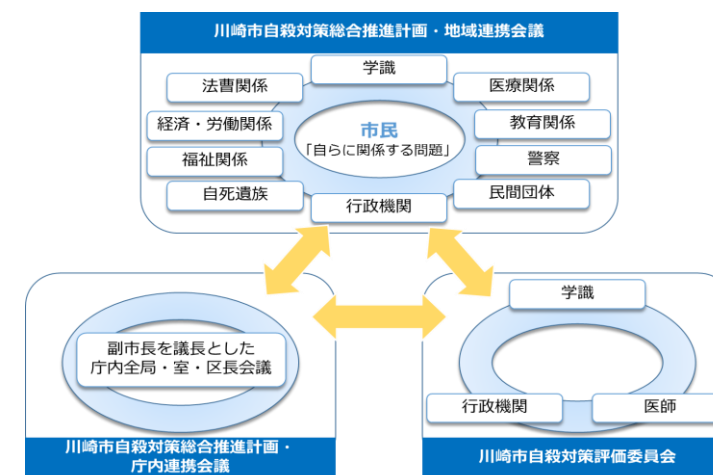 川崎市自殺対策総合推進計画・地域連携会議
学識
法曹関係
医療関係
経済・労働関係
市民
教育関係
「自らに関係する問題」
福祉関係
警察
自死遺族
行政機関
民間団体
副市長を議長とした
庁内全局・室・区長会議
川崎市自殺対策総合推進計画・
庁内連携会議
学識
行政機関
医師
川崎市自殺対策評価委員会